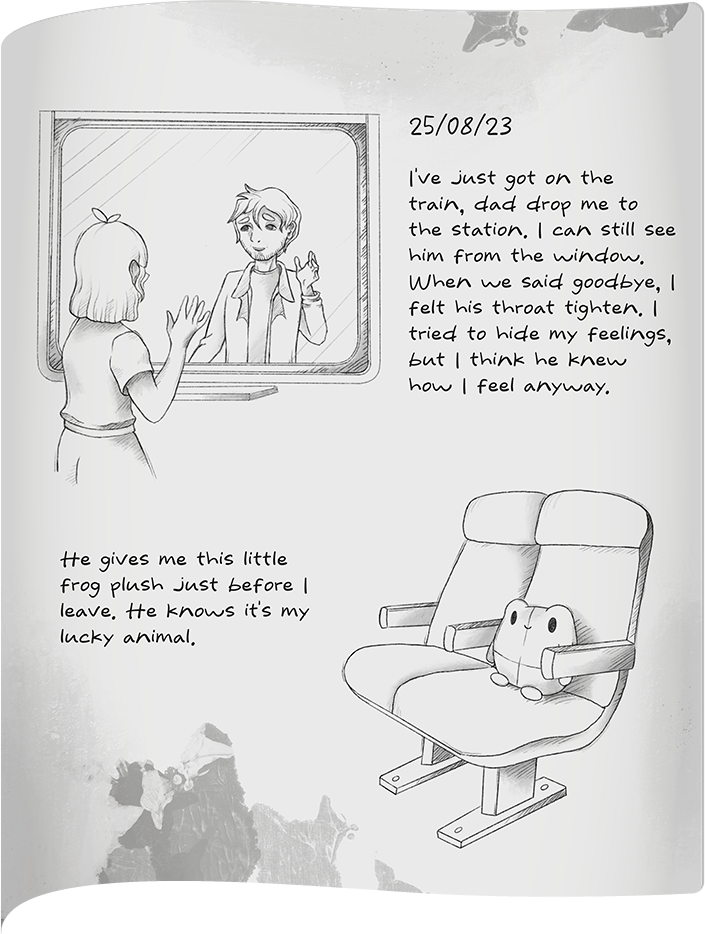 25/08/23
I've just got on the
train, dad drop me to
the station. I can still see
him from the window.
When we said goodbye, I
felt his throat tighten. I
tried to hide my feelings,
but I think he knew
how I feel anyway.
He gives me this little
frog plush just before I
leave. He knows it's my
lucky animal.